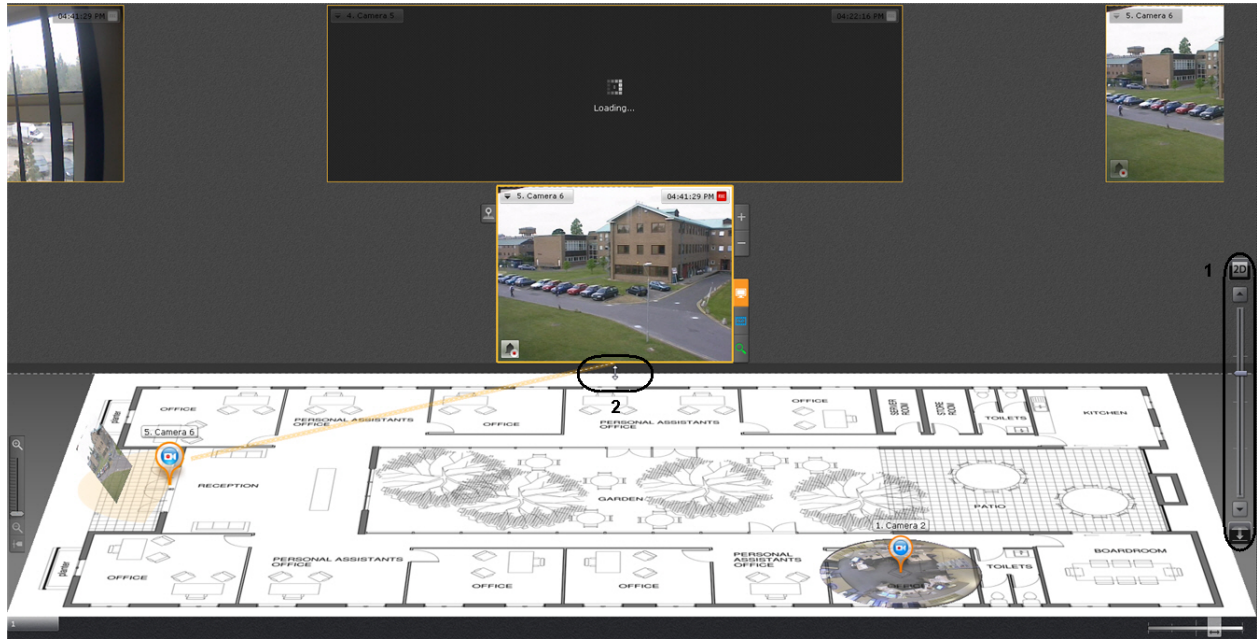 04:41:29 PM
4. Camera 5
04:22:16 PM
5. Camera 6
Loading...
5. Camera 6
04:41:29 PM
+
−
1
2D
2
planter
OFFICE
PERSONAL ASSISTANTS
OFFICE
OFFICE
PERSONAL ASSISTANTS
OFFICE
OFFICE
SERVER
ROOM
STORE
ROOM
TOILETS
KITCHEN
5. Camera 6
RECEPTION
GARDEN
PATIO
1. Camera 2
planter
OFFICE
PERSONAL ASSISTANTS
OFFICE
OFFICE
OFFICE
PERSONAL
ASSISTANTS
OFFICE
OFFICE
TOILETS
BOARDROOM
1